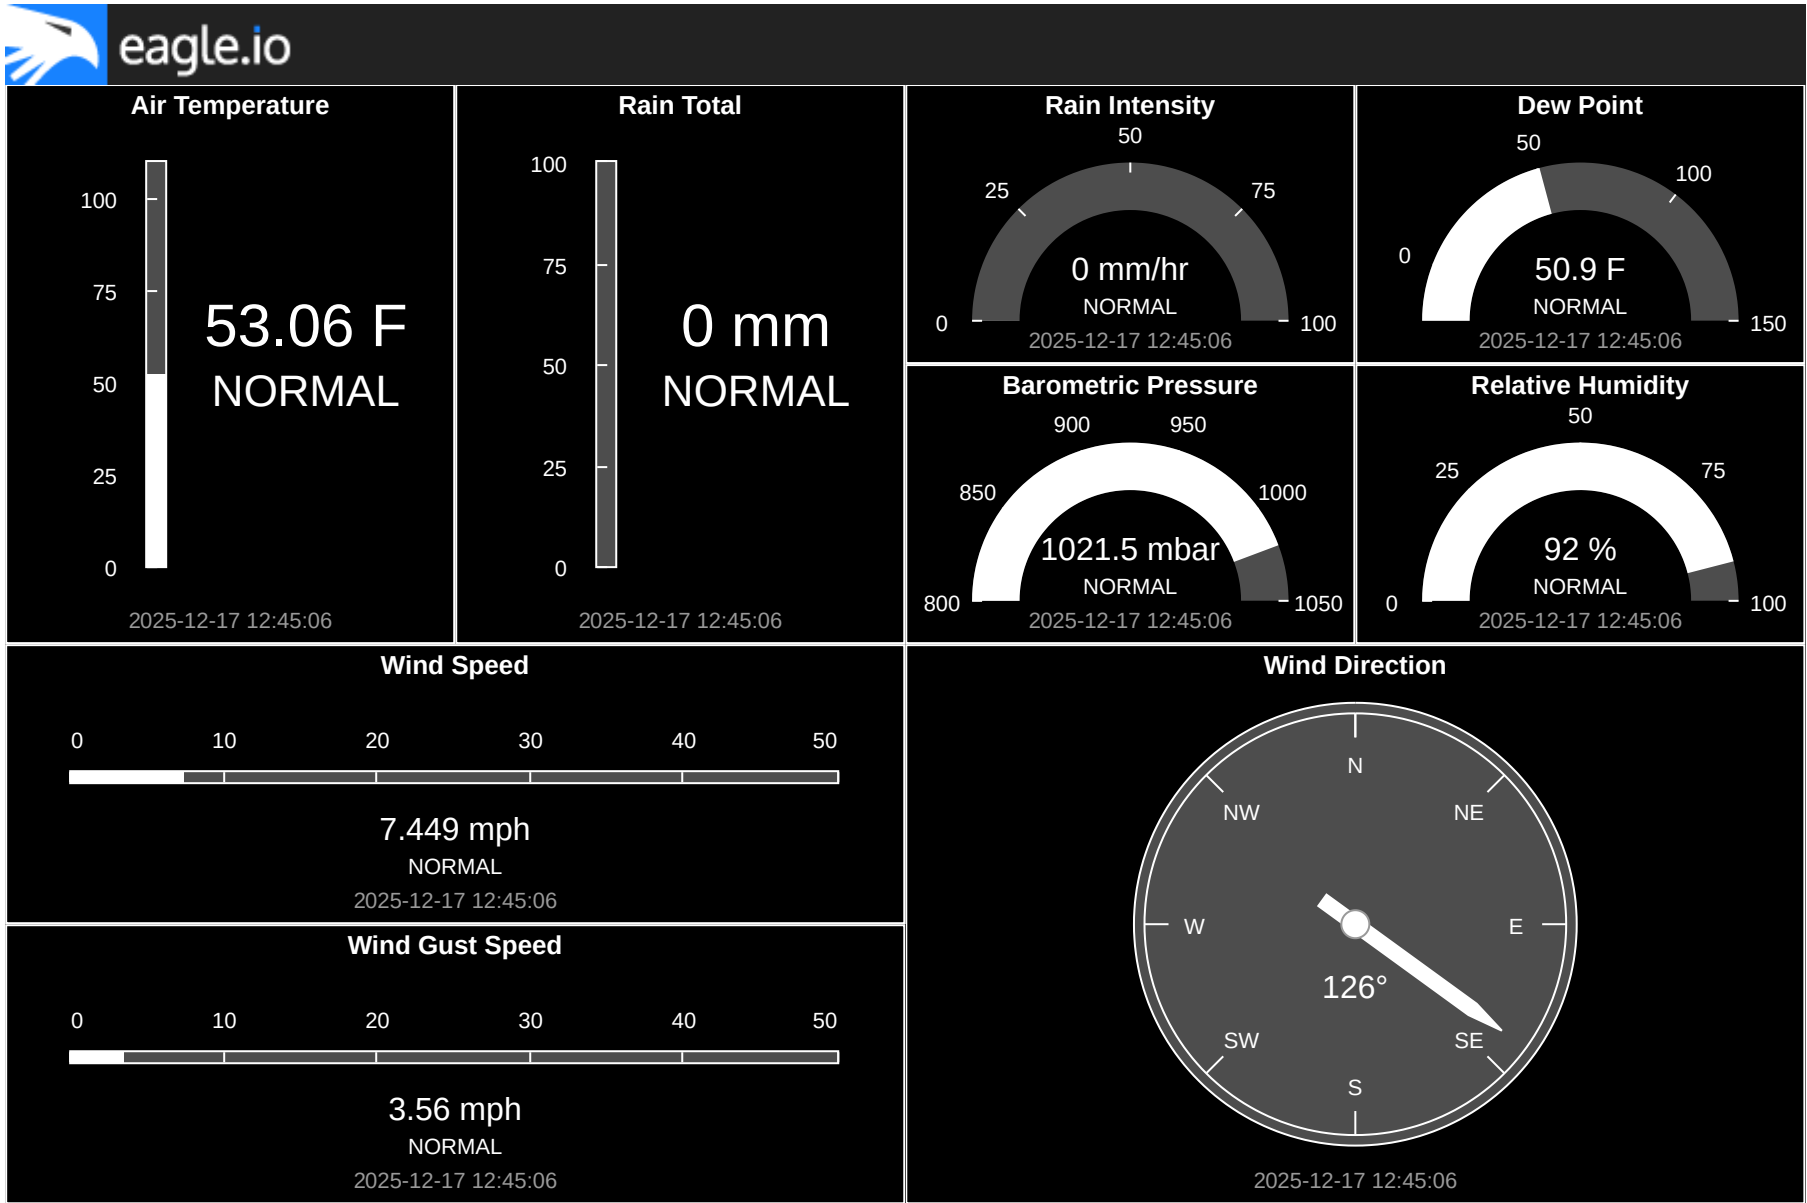 eagle.io
Air Temperature
100
75
50
25
0
53.06 F
NORMAL
2025-12-17 12:45:06
Rain Total
100
75
50
25
0
0 mm
NORMAL
2025-12-17 12:45:06
Rain Intensity
50
25
75
0
100
0 mm/hr
NORMAL
2025-12-17 12:45:06
Dew Point
50
100
0
150
50.9 F
NORMAL
2025-12-17 12:45:06
Barometric Pressure
900
950
850
1000
800
1050
1021.5 mbar
NORMAL
2025-12-17 12:45:06
Relative Humidity
50
25
75
0
100
92 %
NORMAL
2025-12-17 12:45:06
Wind Speed
0 10 20 30 40 50
7.449 mph
NORMAL
2025-12-17 12:45:06
Wind Gust Speed
0 10 20 30 40 50
3.56 mph
NORMAL
2025-12-17 12:45:06
Wind Direction
N
NW
NE
W
E
126°
SW
SE
S
2025-12-17 12:45:06